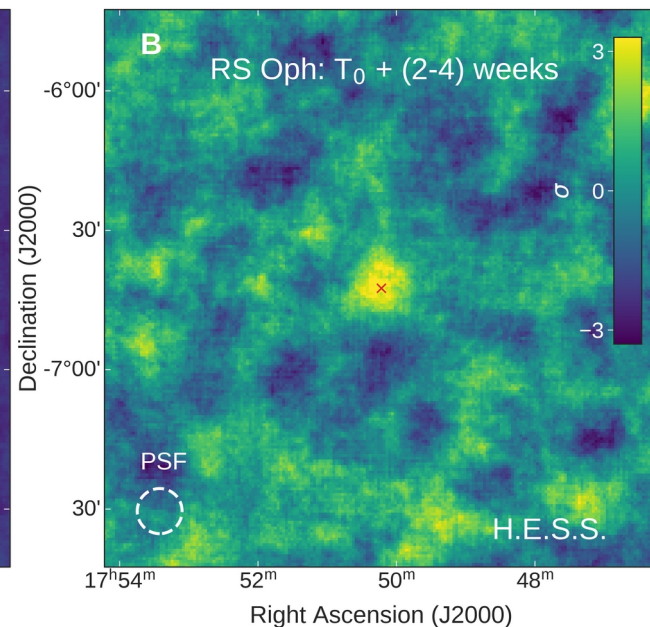 B
RS Oph: T₀ + (2-4) weeks
3
σ
0
−3
-6°00'
30'
-7°00'
30'
Declination (J2000)
PSF
H.E.S.S.
17ʰ54ᵐ 52ᵐ 50ᵐ 48ᵐ
Right Ascension (J2000)